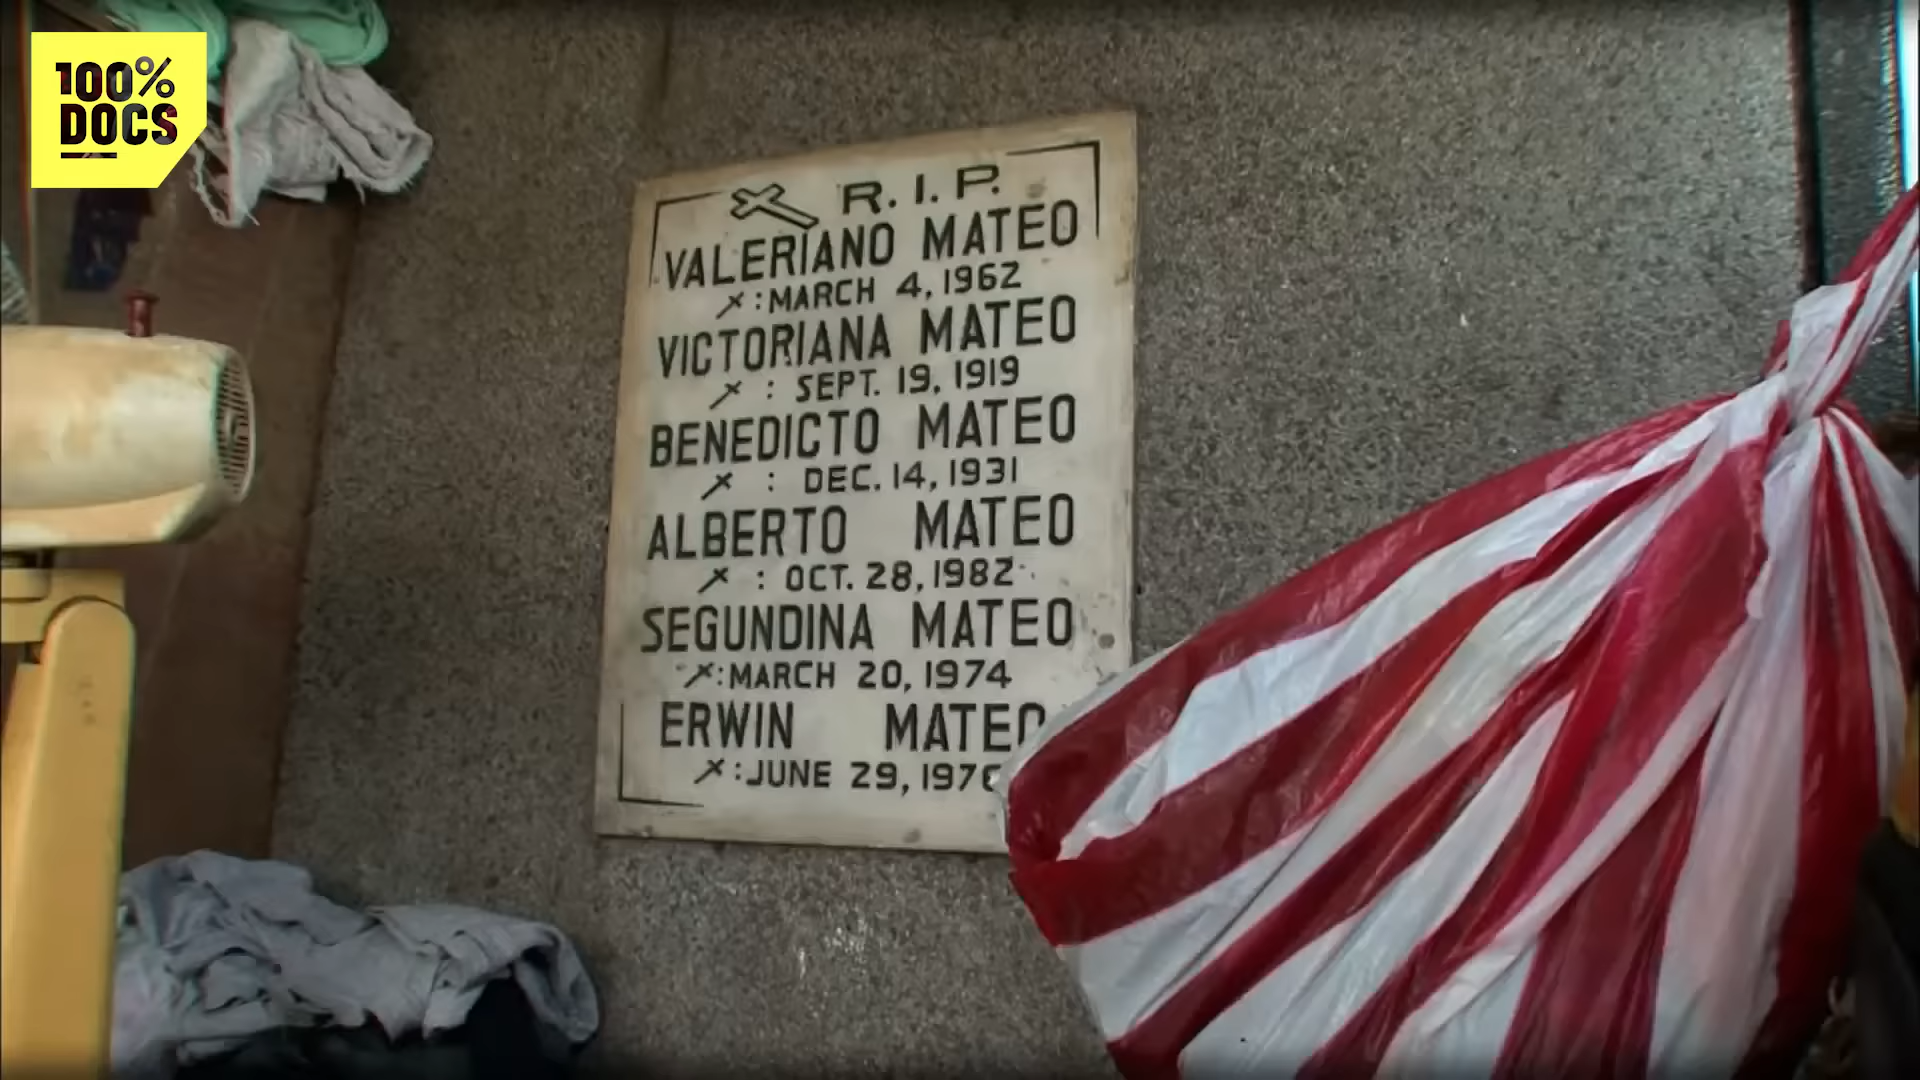 100%
DOCS
R.I.P.
VALERIANO MATEO
: MARCH 4, 1962
VICTORIANA MATEO
: SEPT. 19, 1919
BENEDICTO MATEO
: DEC. 14, 1931
ALBERTO MATEO
: OCT. 28, 1982
SEGUNDINA MATEO
: MARCH 20, 1974
ERWIN MATEO
: JUNE 29,